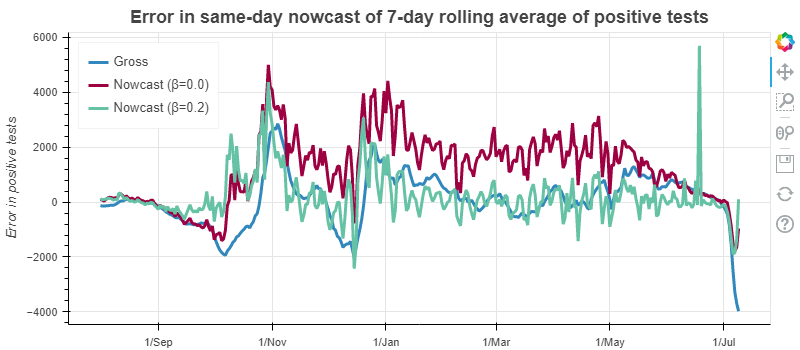 Error in same-day nowcast of 7-day rolling average of positive tests
Gross
Nowcast (β=0.0)
Nowcast (β=0.2)
Error in positive tests
6000
4000
2000
0
−2000
−4000
1/Sep
1/Nov
1/Jan
1/Mar
1/May
1/Jul